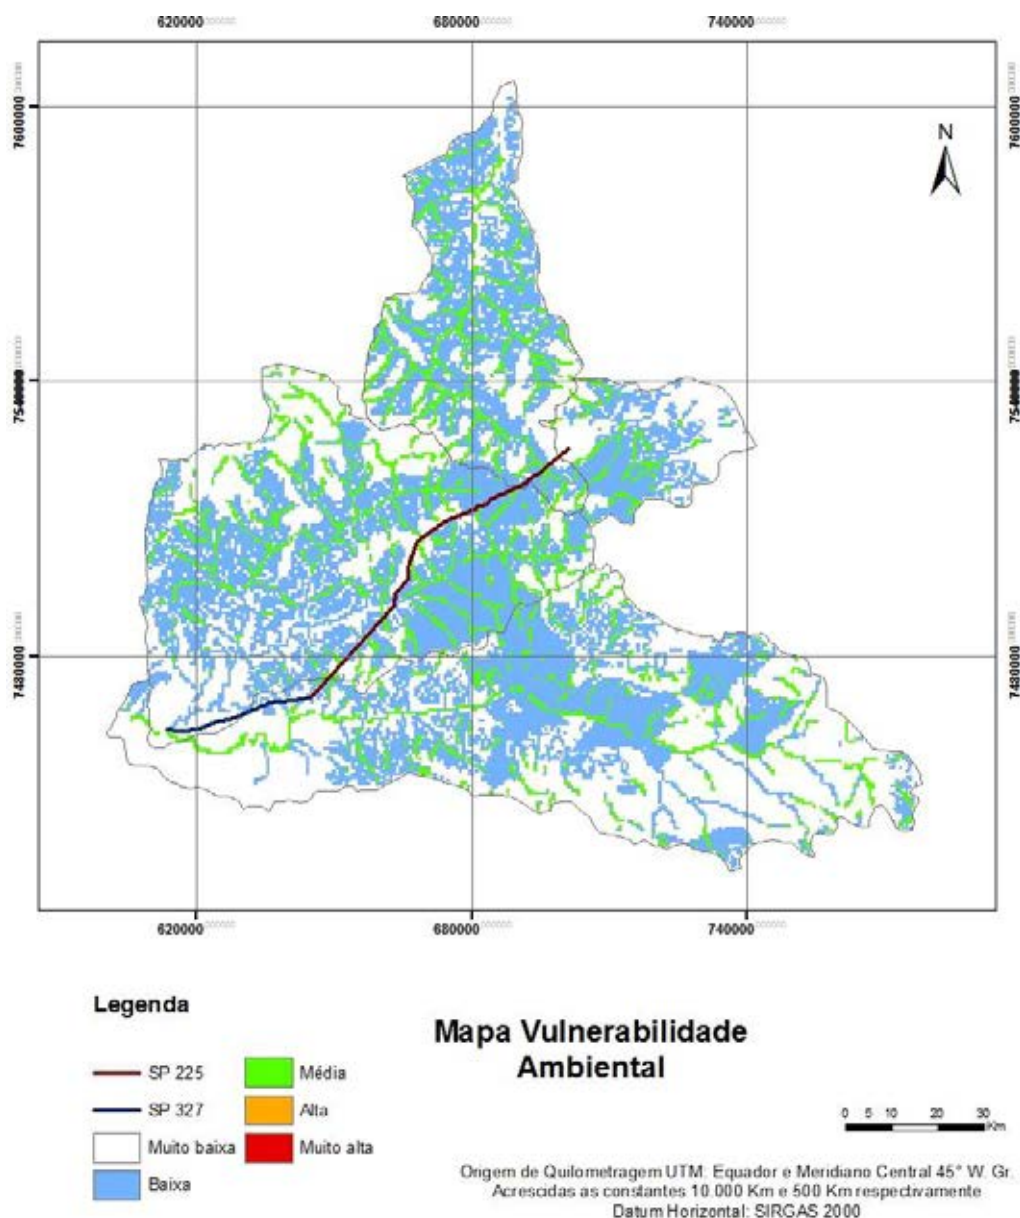 620000 680000 740000
7600000 7600000
N
7540000 7540000
7480000 7480000
620000 680000 740000
Legenda
Mapa Vulnerabilidade
Ambiental
SP 225 Média
SP 327 Alta
Muito baixa Muito alta
Baixa
0 5 10 20 30
Km
Origem de Quilometragem UTM: Equador e Meridiano Central 45° W. Gr.
Acrescidas as constantes 10.000 Km e 500 Km respectivamente
Datum Horizontal: SIRGAS 2000